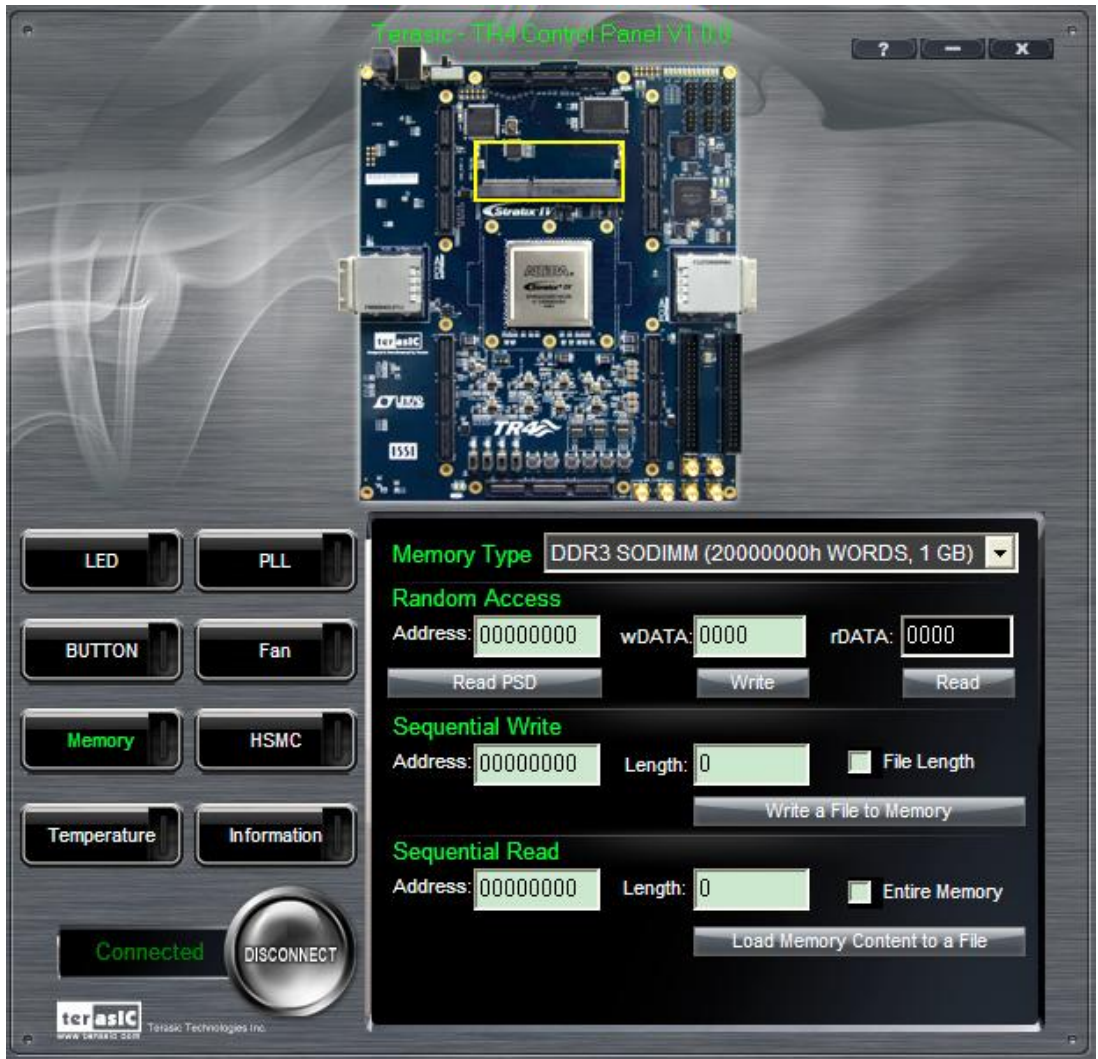 Terasic - TR4 Control Panel V1.0.0
? — X
Stratix IV
ALTERA
Stratix IV
terasIC
TR4
ISSI
LED
PLL
BUTTON
Fan
Memory
HSMC
Temperature
Information
Connected
DISCONNECT
terasIC
www.terasic.com
Terasic Technologies Inc.
Memory Type DDR3 SODIMM (20000000h WORDS, 1 GB)
Random Access
Address: 00000000 wDATA: 0000 rDATA: 0000
Read PSD Write Read
Sequential Write
Address: 00000000 Length: 0 File Length
Write a File to Memory
Sequential Read
Address: 00000000 Length: 0 Entire Memory
Load Memory Content to a File